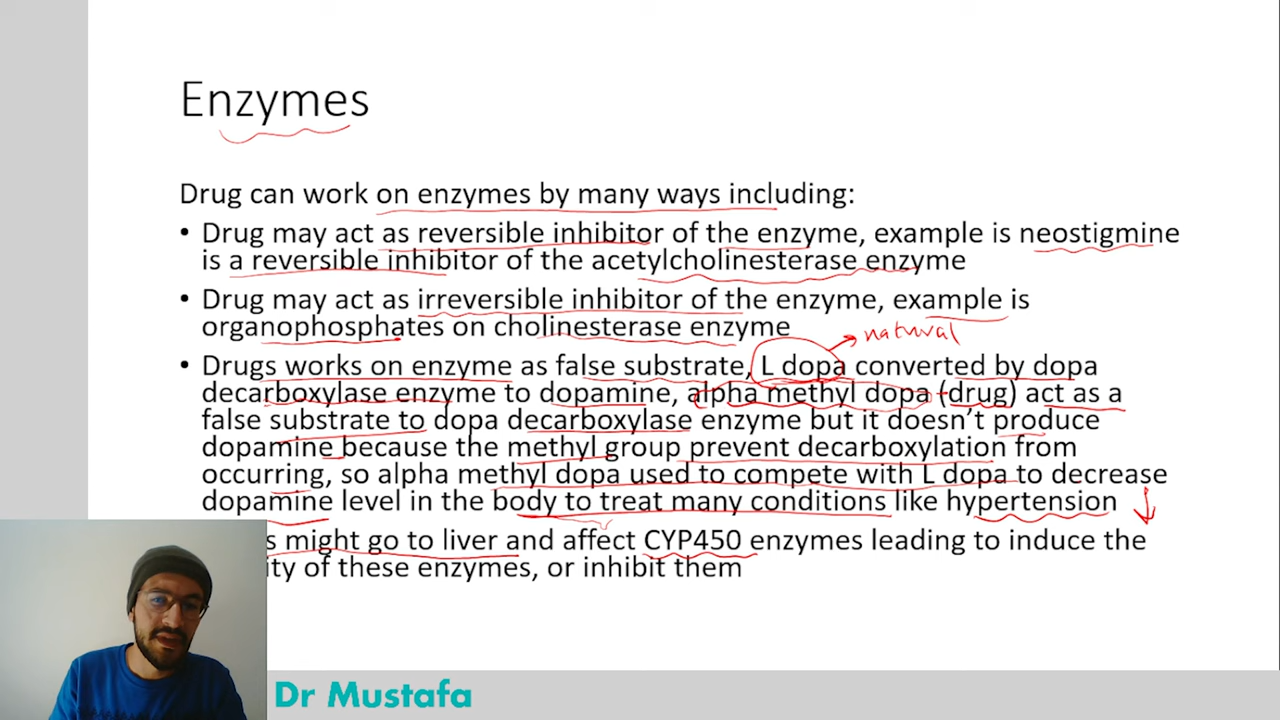 Enzymes
Drug can work on enzymes by many ways including:
• Drug may act as reversible inhibitor of the enzyme, example is neostigmine
is a reversible inhibitor of the acetylcholinesterase enzyme
• Drug may act as irreversible inhibitor of the enzyme, example is
organophosphates on cholinesterase enzyme
natural
• Drugs works on enzyme as false substrate, L dopa converted by dopa
decarboxylase enzyme to dopamine, alpha methyl dopa (drug) act as a
false substrate to dopa decarboxylase enzyme but it doesn't produce
dopamine because the methyl group prevent decarboxylation from
occurring, so alpha methyl dopa used to compete with L dopa to decrease
dopamine level in the body to treat many conditions like hypertension
might go to liver and affect CYP450 enzymes leading to induce the
of these enzymes, or inhibit them
Dr Mustafa